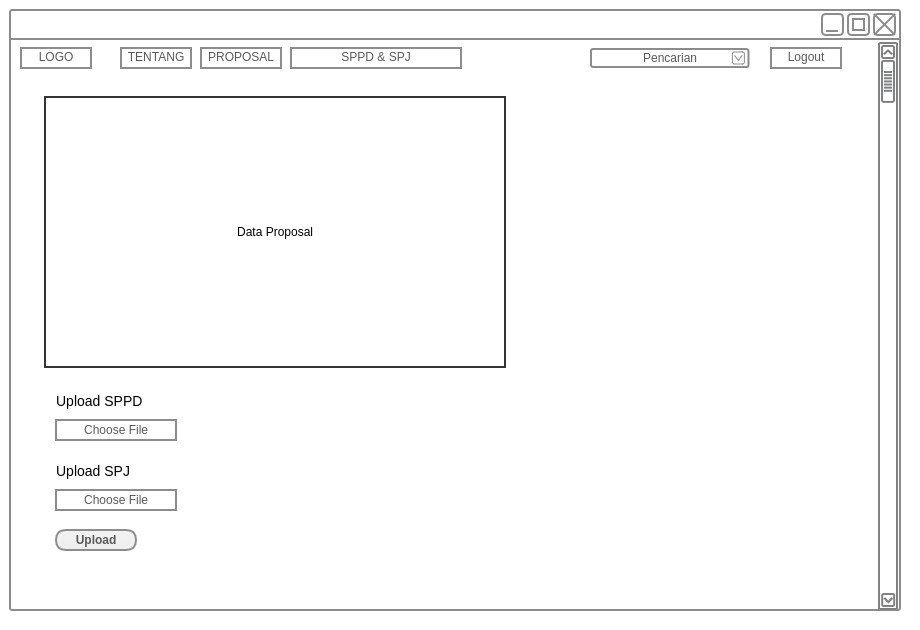 LOGO
TENTANG
PROPOSAL
SPPD & SPJ
Pencarian
Logout
Data Proposal
Upload SPPD
Choose File
Upload SPJ
Choose File
Upload